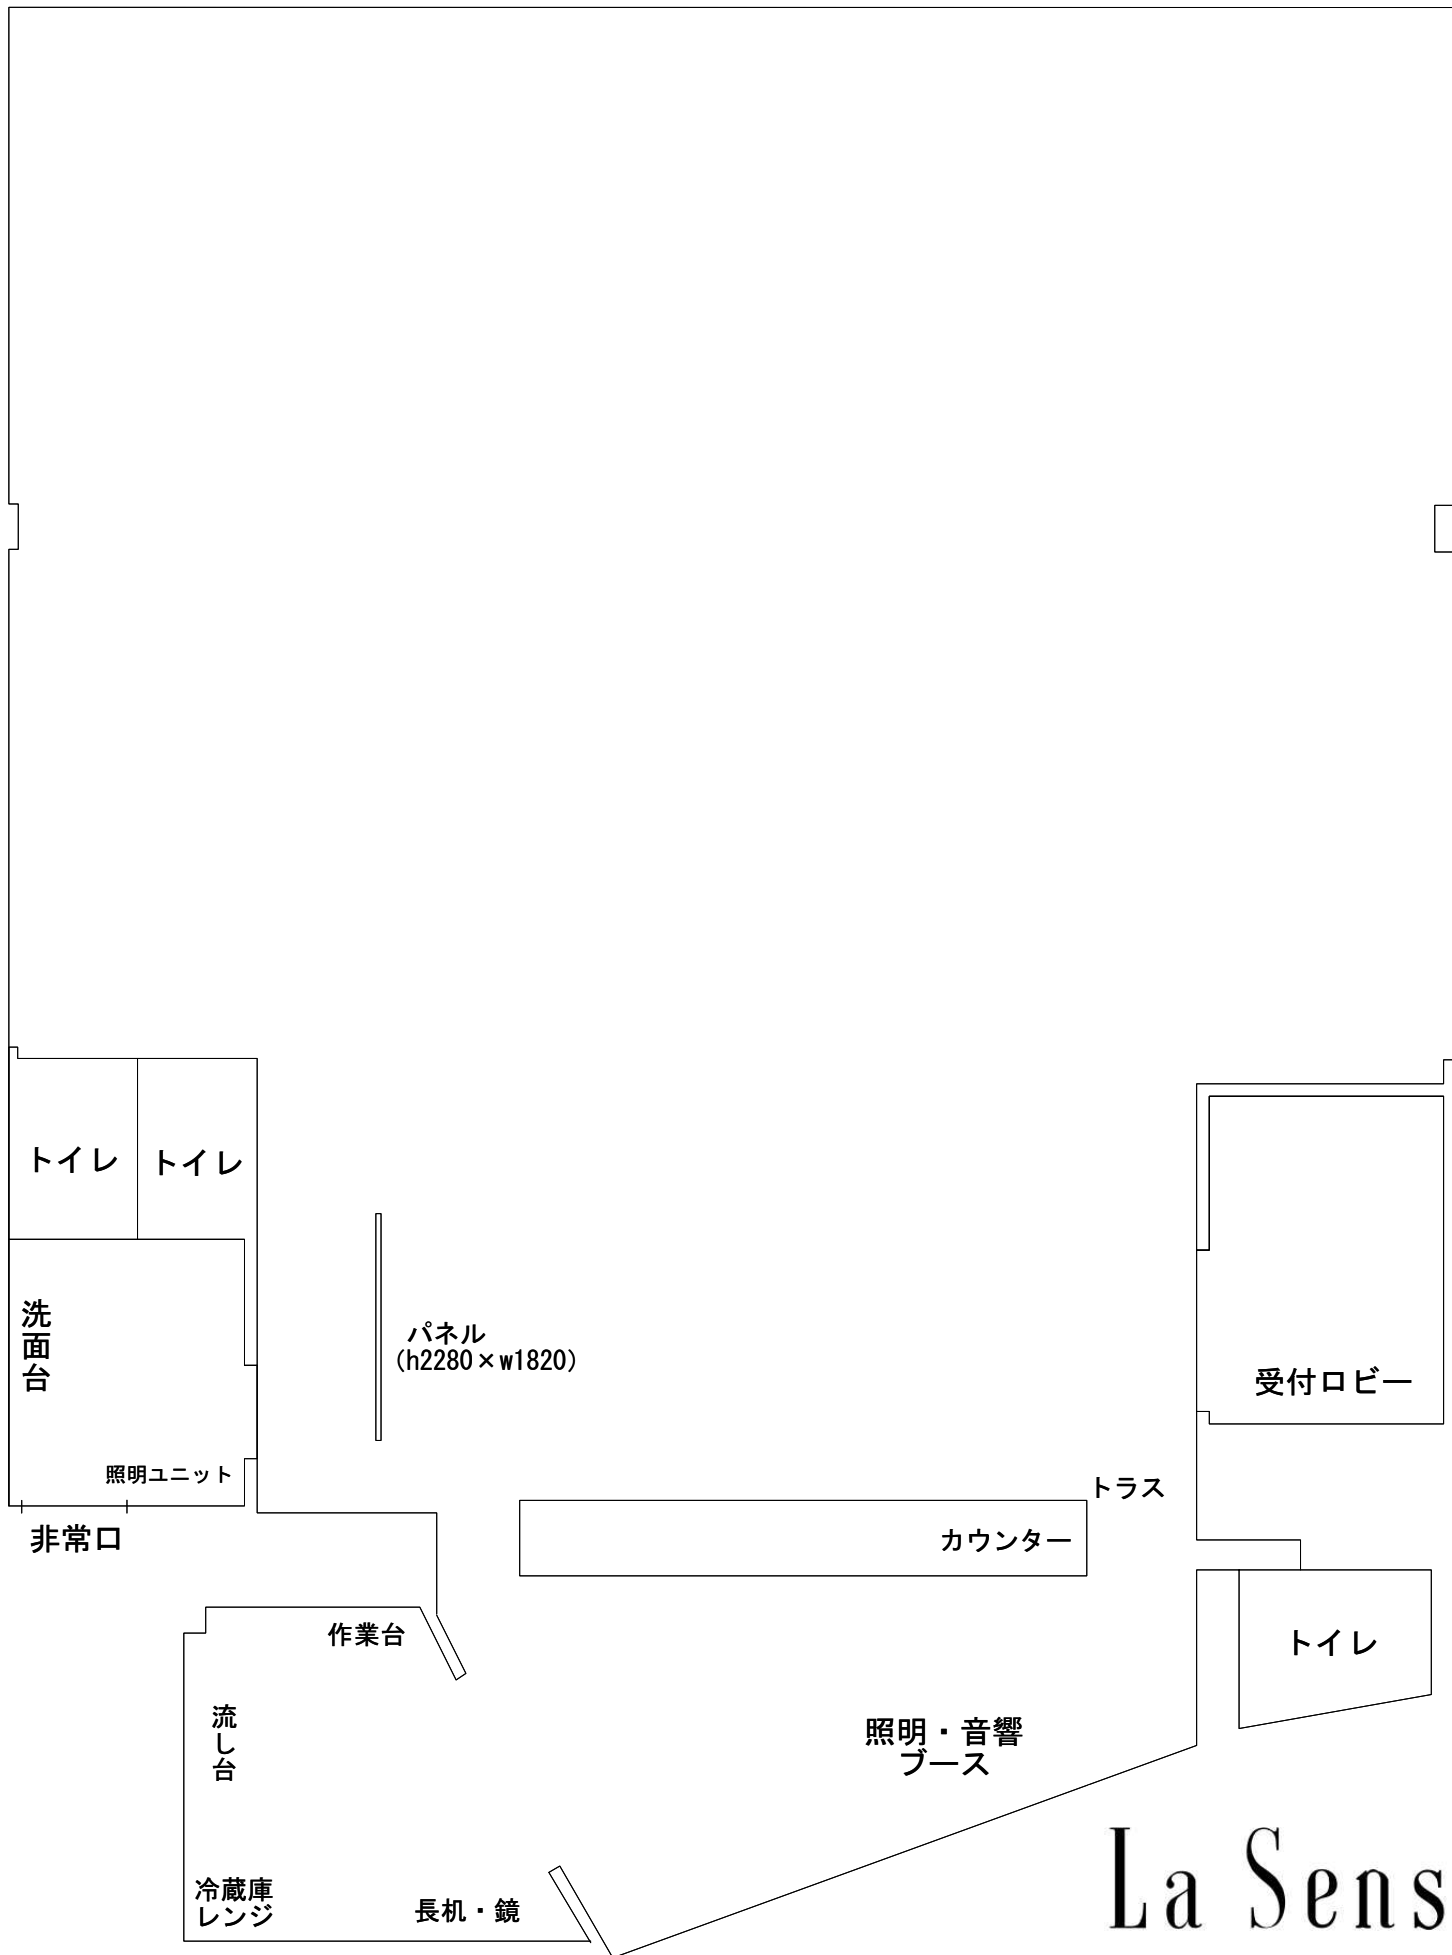 トイレ
トイレ
洗面台
パネル
(h2280×w1820)
受付ロビー
照明ユニット
トラス
非常口
カウンター
作業台
トイレ
流し台
照明・音響
ブース
冷蔵庫
レンジ
長机・鏡
La Sens